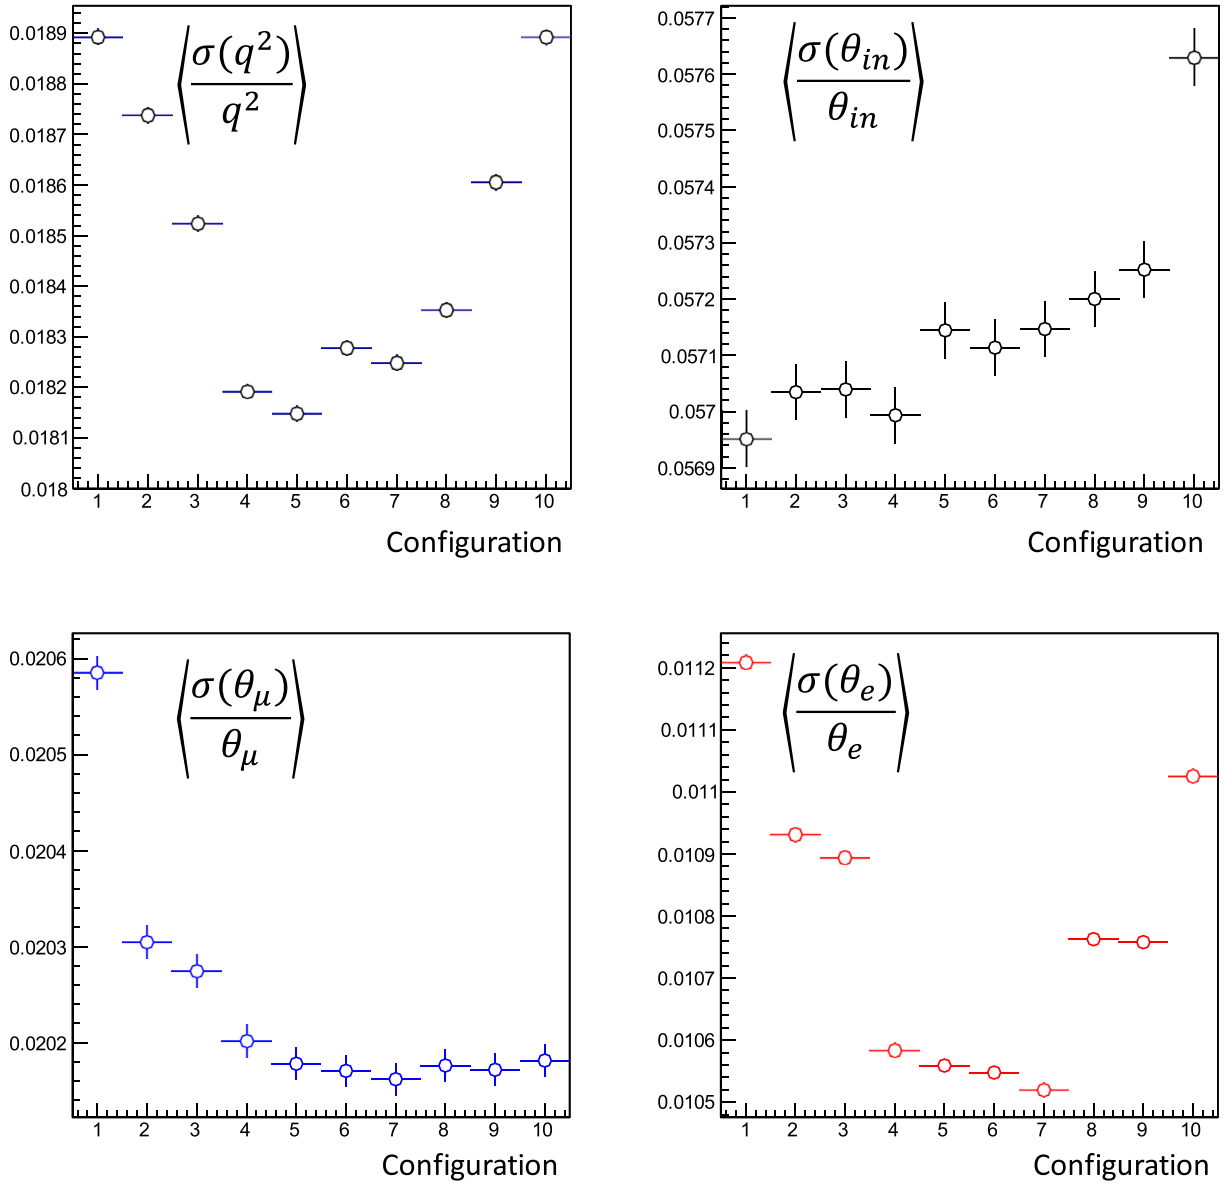 0.0189
0.0188
0.0187
0.0186
0.0185
0.0184
0.0183
0.0182
0.0181
0.018
⟨σ(q²)/q²⟩
1 2 3 4 5 6 7 8 9 10
Configuration
0.0577
0.0576
0.0575
0.0574
0.0573
0.0572
0.0571
0.057
0.0569
⟨σ(θ_in)/θ_in⟩
1 2 3 4 5 6 7 8 9 10
Configuration
0.0206
0.0205
0.0204
0.0203
0.0202
⟨σ(θ_μ)/θ_μ⟩
1 2 3 4 5 6 7 8 9 10
Configuration
0.0112
0.0111
0.011
0.0109
0.0108
0.0107
0.0106
0.0105
⟨σ(θ_e)/θ_e⟩
1 2 3 4 5 6 7 8 9 10
Configuration